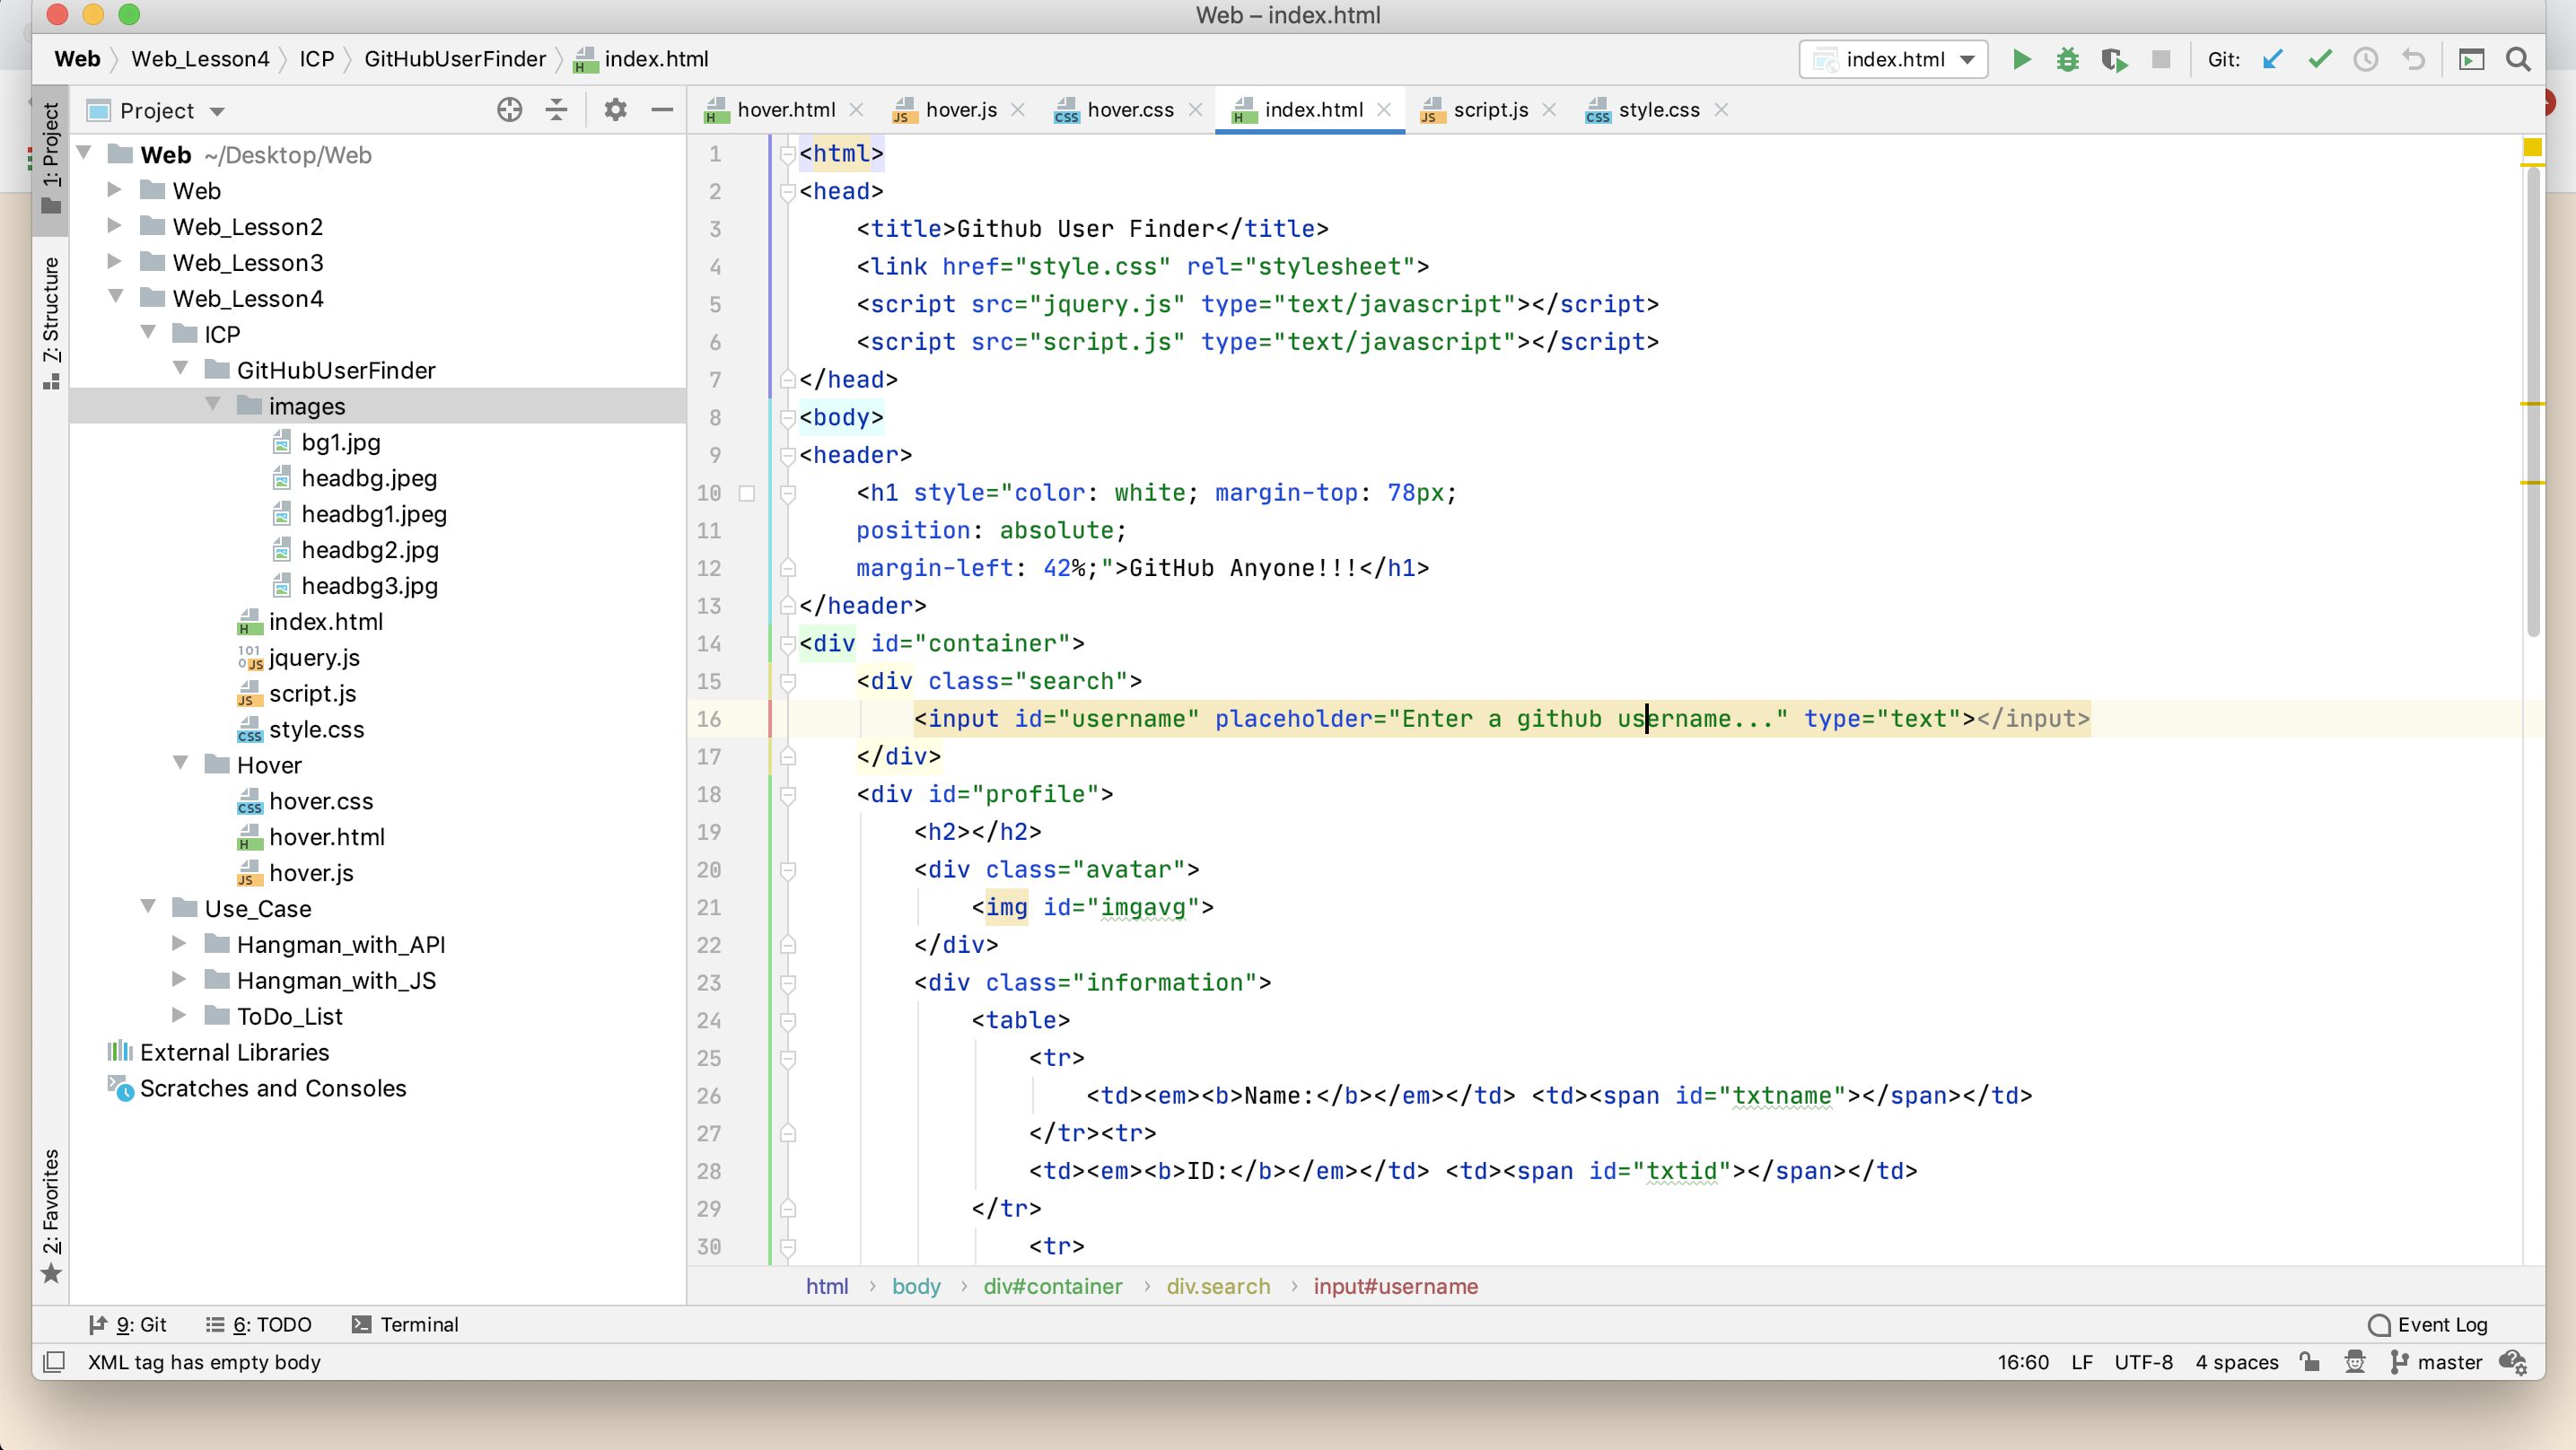 Web – index.html
Web Web_Lesson4 ICP GitHubUserFinder index.html
index.html Git:
1: Project
7: Structure
2: Favorites
Project
Web ~/Desktop/Web
Web
Web_Lesson2
Web_Lesson3
Web_Lesson4
ICP
GitHubUserFinder
images
bg1.jpg
headbg.jpeg
headbg1.jpeg
headbg2.jpg
headbg3.jpg
index.html
jquery.js
script.js
style.css
Hover
hover.css
hover.html
hover.js
Use_Case
Hangman_with_API
Hangman_with_JS
ToDo_List
External Libraries
Scratches and Consoles
hover.html hover.js hover.css index.html script.js style.css
1 <html>
2 <head>
3 <title>Github User Finder</title>
4 <link href="style.css" rel="stylesheet">
5 <script src="jquery.js" type="text/javascript"></script>
6 <script src="script.js" type="text/javascript"></script>
7 </head>
8 <body>
9 <header>
10 <h1 style="color: white; margin-top: 78px;
11 position: absolute;
12 margin-left: 42%;">GitHub Anyone!!!</h1>
13 </header>
14 <div id="container">
15 <div class="search">
16 <input id="username" placeholder="Enter a github username..." type="text"></input>
17 </div>
18 <div id="profile">
19 <h2></h2>
20 <div class="avatar">
21 <img id="imgavg">
22 </div>
23 <div class="information">
24 <table>
25 <tr>
26 <td><em><b>Name:</b></em></td> <td><span id="txtname"></span></td>
27 </tr><tr>
28 <td><em><b>ID:</b></em></td> <td><span id="txtid"></span></td>
29 </tr>
30 <tr>
html › body › div#container › div.search › input#username
9: Git 6: TODO Terminal Event Log
XML tag has empty body 16:60 LF UTF-8 4 spaces master